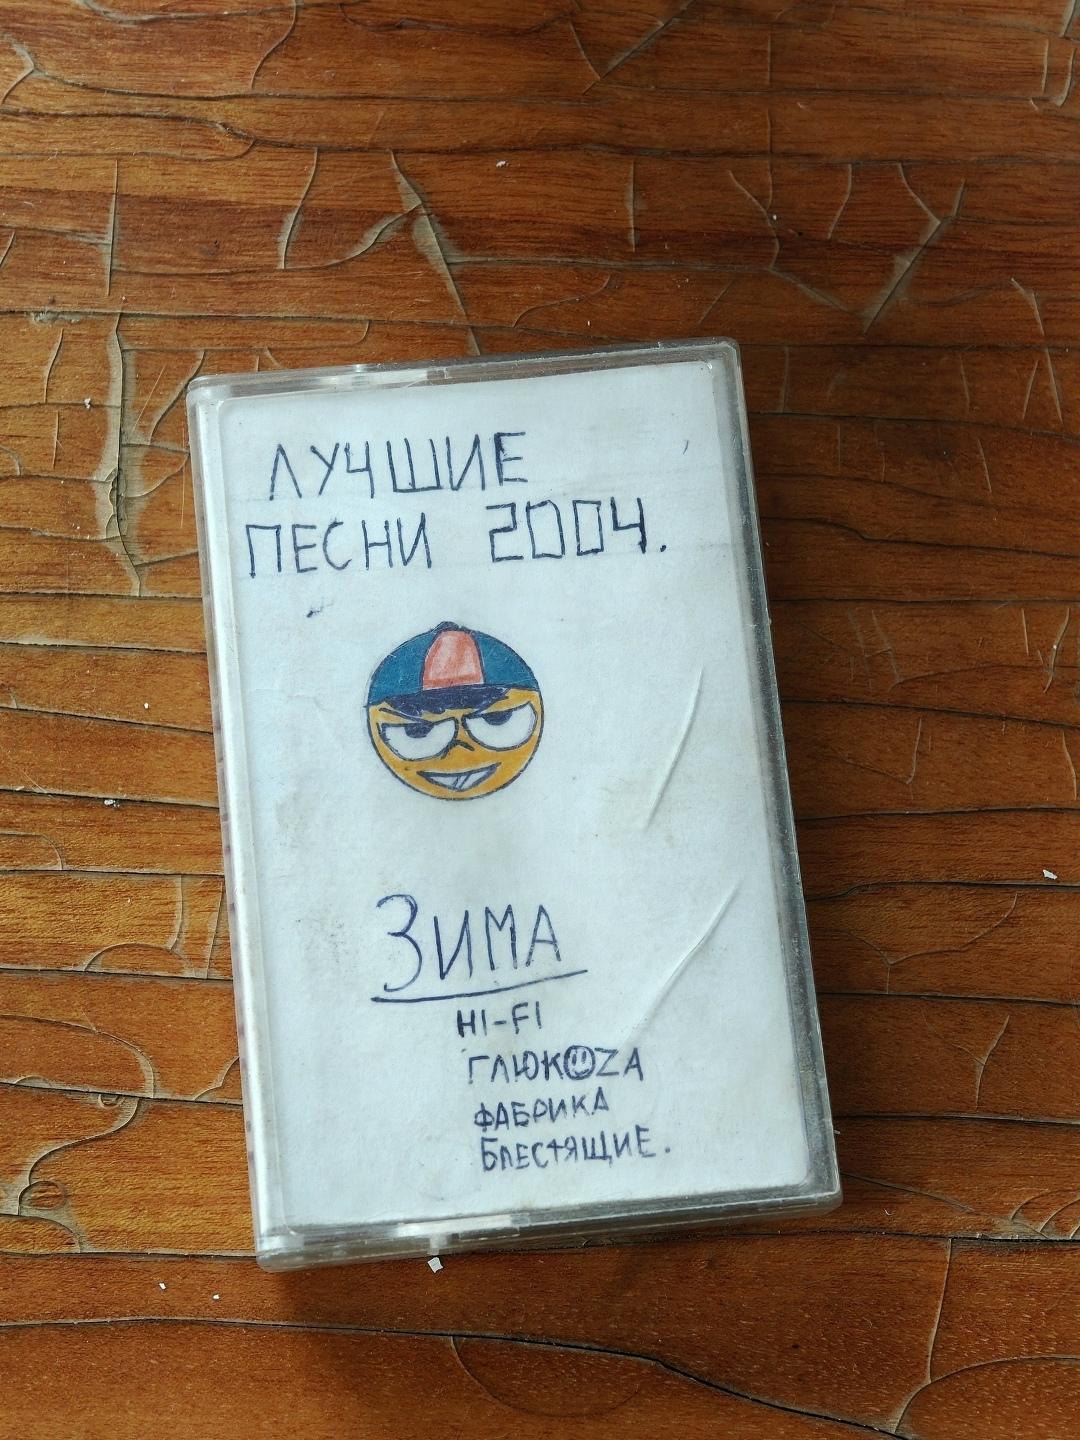 ЛУЧШИЕ
ПЕСНИ 2004.
ЗИМА
HI-FI
ГЛЮКOZA
ФАБРИКА
БЛЕСТЯЩИЕ.